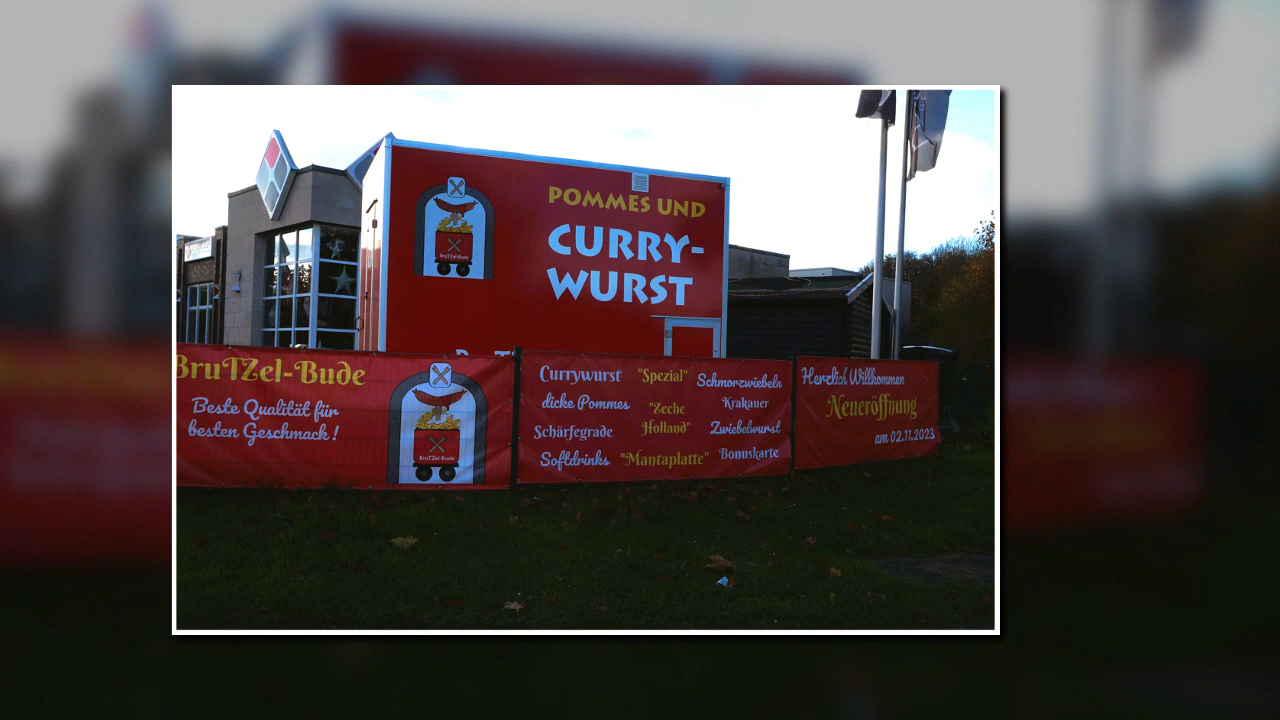 POMMES UND
CURRY-
WURST
BruTZel-Bude
BruTZel-Bude
Beste Qualität für
besten Geschmack!
BruTZel-Bude
Currywurst
dicke Pommes
Schärfegrade
Softdrinks
"Spezial"
"Zeche
Holland"
"Mantaplatte"
Schmorzwiebeln
Krakauer
Zwiebelwurst
Bonuskarte
Herzlich Willkommen
Neueröffnung
am 02.11.2023